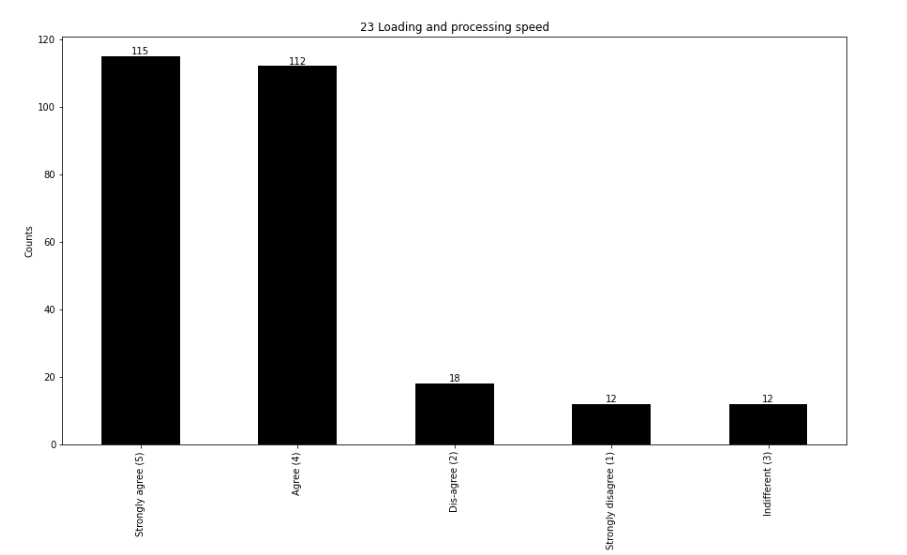 23 Loading and processing speed
120
100
80
60
40
20
0
Counts
115
112
18
12
12
Strongly agree (5)
Agree (4)
Dis-agree (2)
Strongly disagree (1)
Indifferent (3)